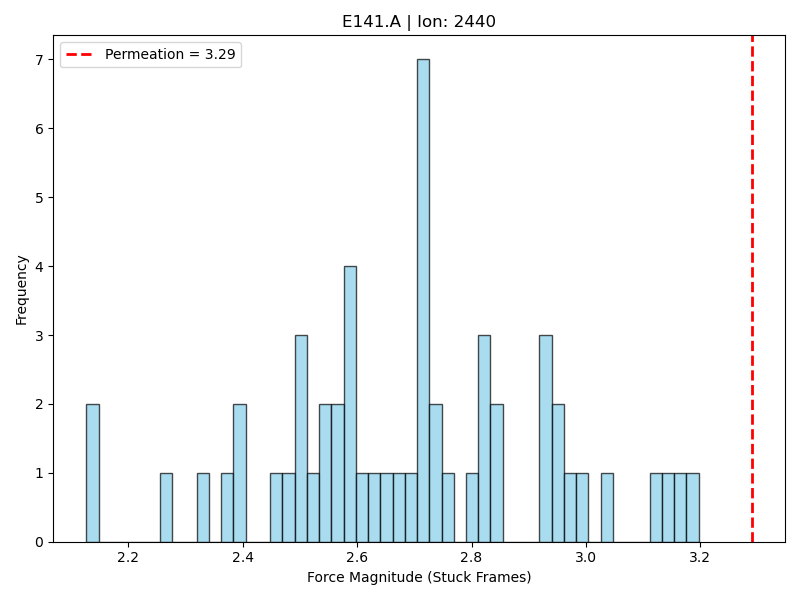 E141.A | Ion: 2440
Permeation = 3.29
Frequency
7
6
5
4
3
2
1
0
2.2 2.4 2.6 2.8 3.0 3.2
Force Magnitude (Stuck Frames)